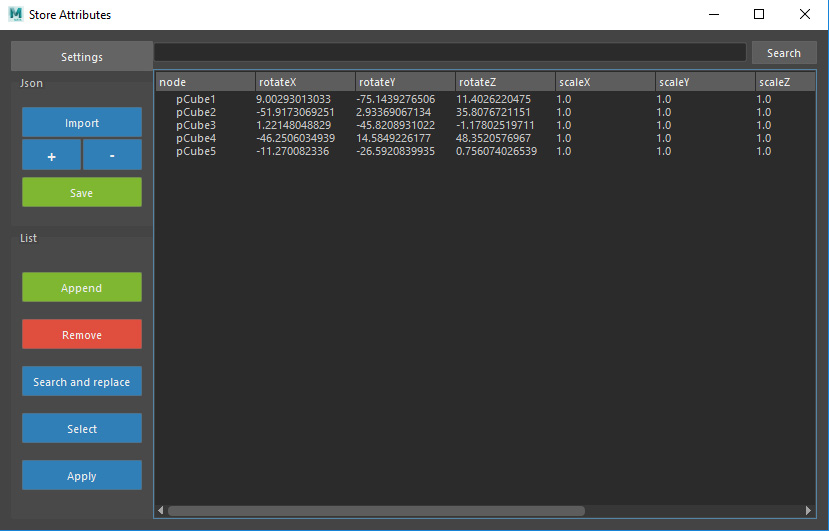 M Store Attributes
Settings
Search
Json
Import
+ -
Save
List
Append
Remove
Search and replace
Select
Apply
node rotateX rotateY rotateZ scaleX scaleY scaleZ
pCube1 9.00293013033 -75.1439276506 11.4026220475 1.0 1.0 1.0
pCube2 -51.9173069251 2.93369067134 35.8076721151 1.0 1.0 1.0
pCube3 1.22148048829 -45.8208931022 -1.17802519711 1.0 1.0 1.0
pCube4 -46.2506034939 14.5849226177 48.3520576967 1.0 1.0 1.0
pCube5 -11.270082336 -26.5920839935 0.756074026539 1.0 1.0 1.0